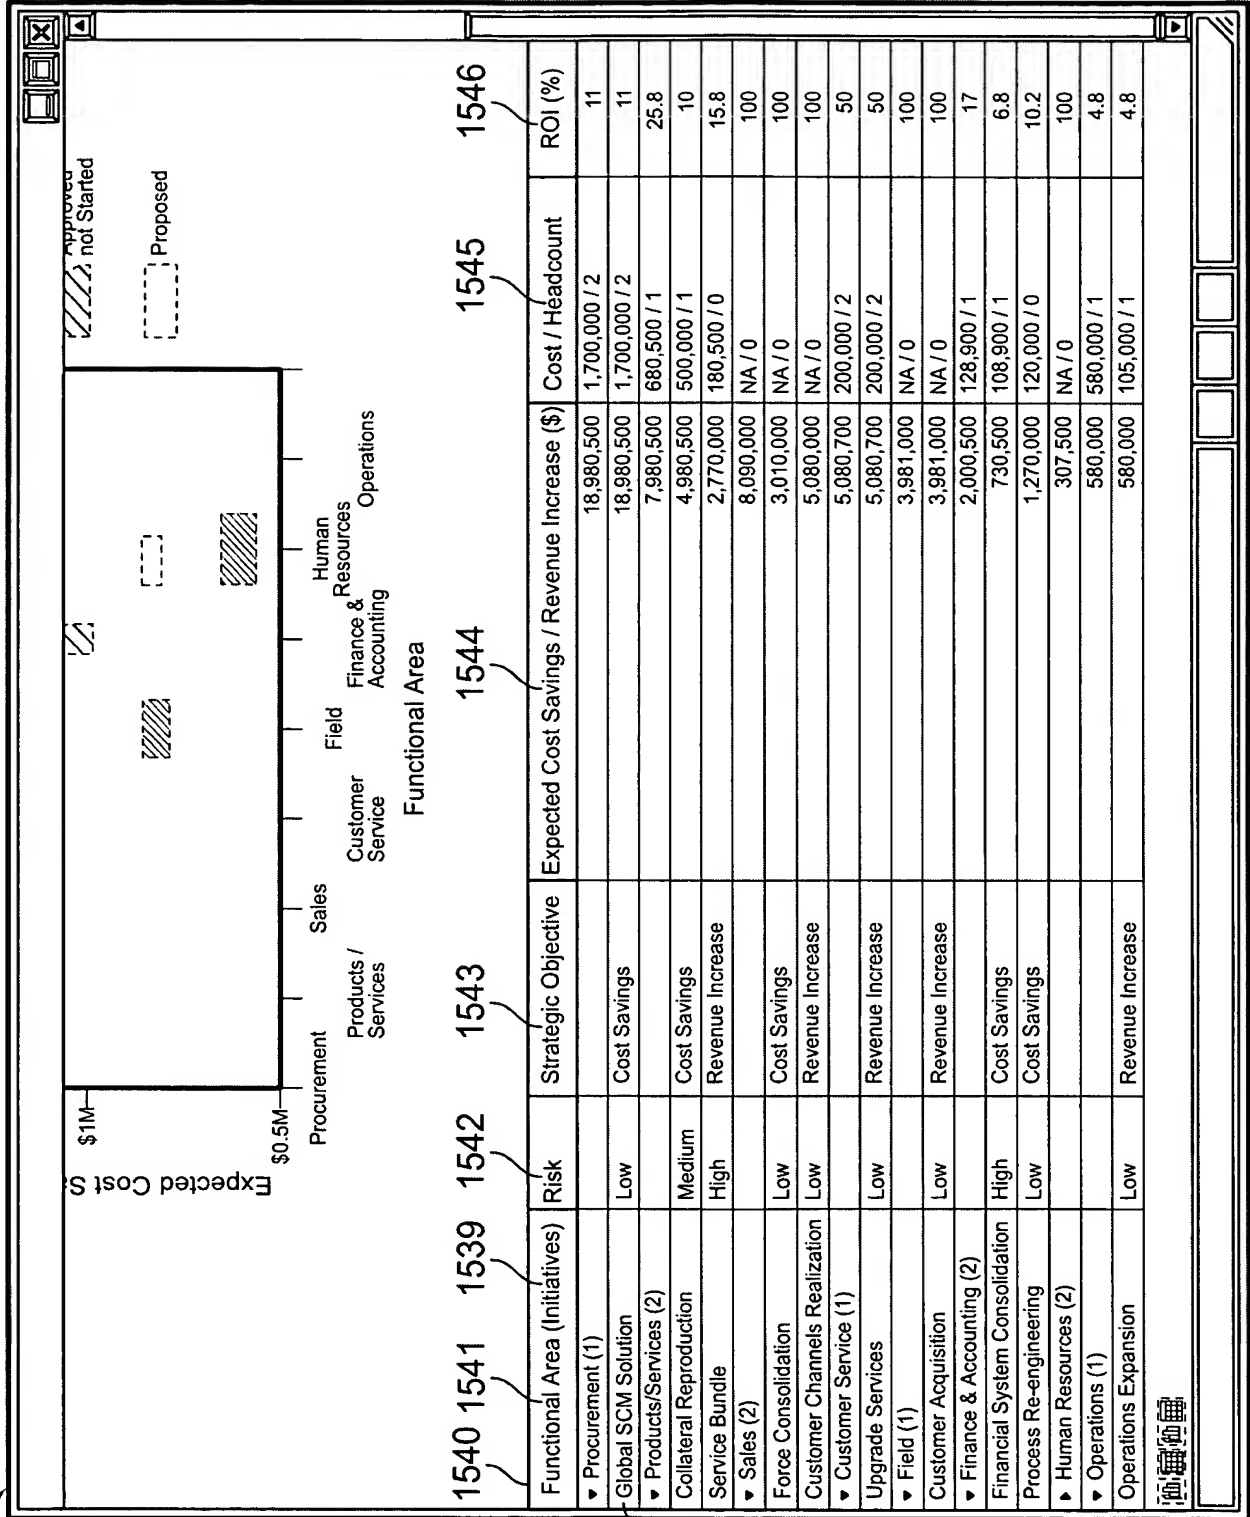 Approved
not Started
Proposed
$1M
$0.5M
Expected Cost S
Procurement
Products /
Services
Sales
Customer
Service
Field
Finance &
Accounting
Human
Resources
Operations
Functional Area
1540 1541 1539 1542 1543 1544 1545 1546
Functional Area (Initiatives) Risk Strategic Objective Expected Cost Savings / Revenue Increase ($) Cost / Headcount ROI (%)
▾ Procurement (1) 18,980,500 1,700,000 / 2 11
Global SCM Solution Low Cost Savings 18,980,500 1,700,000 / 2 11
▾ Products/Services (2) 7,980,500 680,500 / 1 25.8
Collateral Reproduction Medium Cost Savings 4,980,500 500,000 / 1 10
Service Bundle High Revenue Increase 2,770,000 180,500 / 0 15.8
▾ Sales (2) 8,090,000 NA / 0 100
Force Consolidation Low Cost Savings 3,010,000 NA / 0 100
Customer Channels Realization Low Revenue Increase 5,080,000 NA / 0 100
▾ Customer Service (1) 5,080,700 200,000 / 2 50
Upgrade Services Low Revenue Increase 5,080,700 200,000 / 2 50
▾ Field (1) 3,981,000 NA / 0 100
Customer Acquisition Low Revenue Increase 3,981,000 NA / 0 100
▾ Finance & Accounting (2) 2,000,500 128,900 / 1 17
Financial System Consolidation High Cost Savings 730,500 108,900 / 1 6.8
Process Re-engineering Low Cost Savings 1,270,000 120,000 / 0 10.2
▸ Human Resources (2) 307,500 NA / 0 100
▾ Operations (1) 580,000 580,000 / 1 4.8
Operations Expansion Low Revenue Increase 580,000 105,000 / 1 4.8